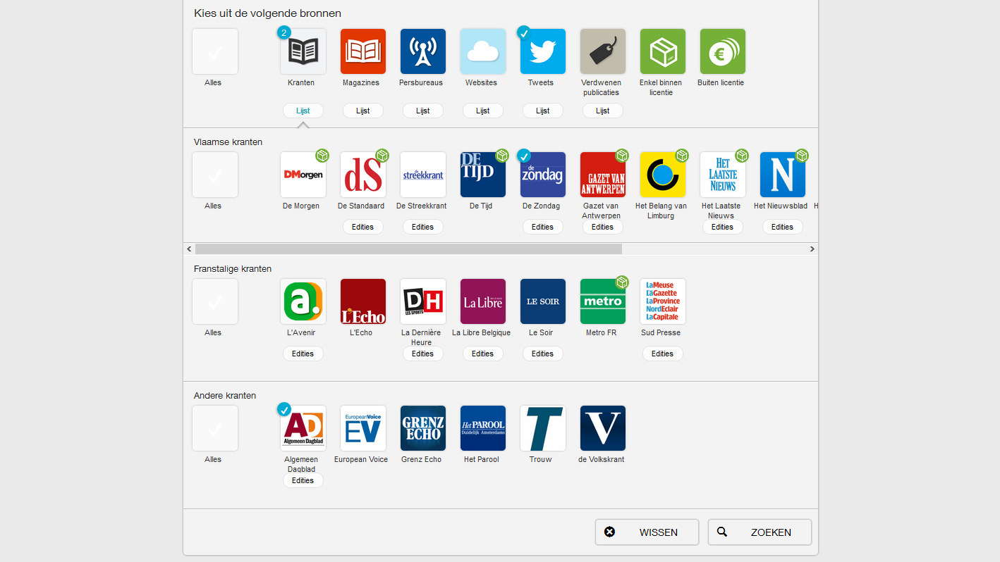 Kies uit de volgende bronnen
2
Alles
Kranten
Magazines
Persbureaus
Websites
Tweets
Verdwenen
publicaties
Enkel binnen
licentie
Buiten licentie
Lijst
Lijst
Lijst
Lijst
Lijst
Lijst
Vlaamse kranten
DMorgen
dS
de
streekkrant
DE
TIJD
de
zondag
GAZET VAN
ANTWERPEN
HET
LAATSTE
NIEUWS
N
Alles
De Morgen
De Standaard
De Streekkrant
De Tijd
De Zondag
Gazet van
Antwerpen
Het Belang van
Limburg
Het Laatste
Nieuws
Het Nieuwsblad
H
Edities
Edities
Edities
Edities
Edities
Edities
Franstalige kranten
a.
L'Echo
DH
LES SPORTS
La Libre
LE SOIR
metro
LaMeuse
LaGazette
LaProvince
NordEclair
LaCapitale
Alles
L'Avenir
L'Echo
La Dernière
Heure
La Libre Belgique
Le Soir
Metro FR
Sud Presse
Edities
Edities
Edities
Edities
Edities
Andere kranten
AD
Algemeen Dagblad
EuropeanVoice
EV
GRENZ
ECHO
Het PAROOL
Duidelijk Amsterdams
T
V
Alles
Algemeen
Dagblad
European Voice
Grenz Echo
Het Parool
Trouw
de Volkskrant
Edities
WISSEN
ZOEKEN